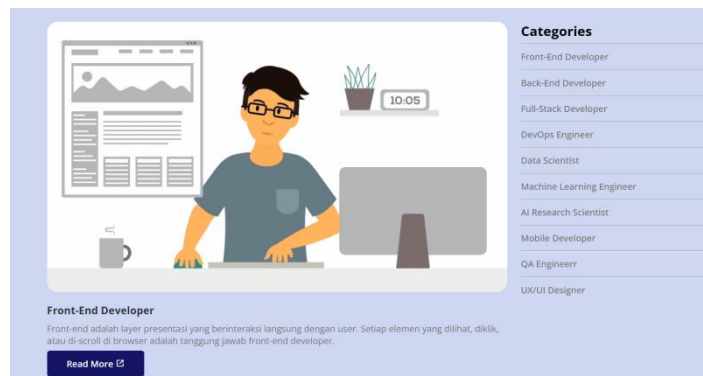 10:05
Front-End Developer
Front-end adalah layer presentasi yang berinteraksi langsung dengan user. Setiap elemen yang dilihat, diklik,
atau di-scroll di browser adalah tanggung jawab front-end developer.
Read More
Categories
Front-End Developer
Back-End Developer
Full-Stack Developer
DevOps Engineer
Data Scientist
Machine Learning Engineer
AI Research Scientist
Mobile Developer
QA Engineerr
UX/UI Designer